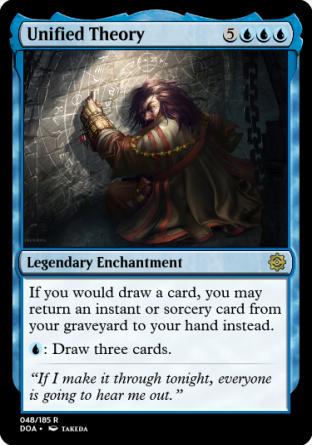 Unified Theory 5
Legendary Enchantment
If you would draw a card, you may
return an instant or sorcery card from
your graveyard to your hand instead.
: Draw three cards.
“If I make it through tonight, everyone
is going to hear me out.”
048/185 R
DOA TAKEDA